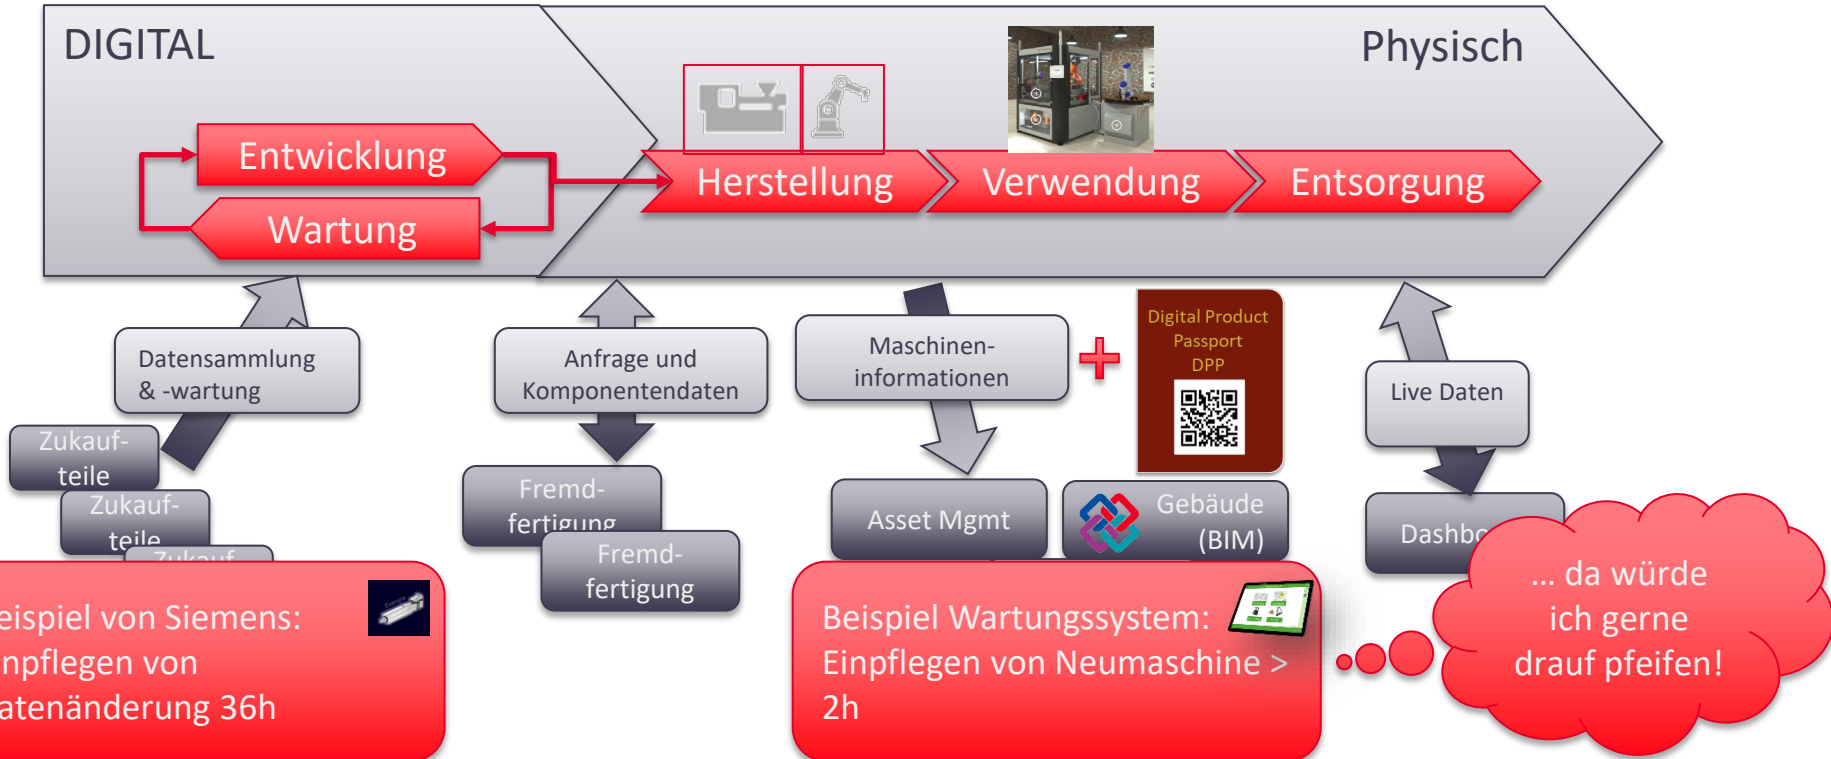 DIGITAL
Physisch
Entwicklung
Wartung
Herstellung
Verwendung
Entsorgung
Datensammlung
& -wartung
Anfrage und
Komponentendaten
Maschinen-
informationen
Digital Product
Passport
DPP
Live Daten
Zukauf-
teile
Zukauf-
teile
Zukauf
Fremd-
fertigung
Fremd-
fertigung
Asset Mgmt
Gebäude
(BIM)
Dashbo
eispiel von Siemens:
inpflegen von
atenänderung 36h
Beispiel Wartungssystem:
Einpflegen von Neumaschine >
2h
... da würde
ich gerne
drauf pfeifen!